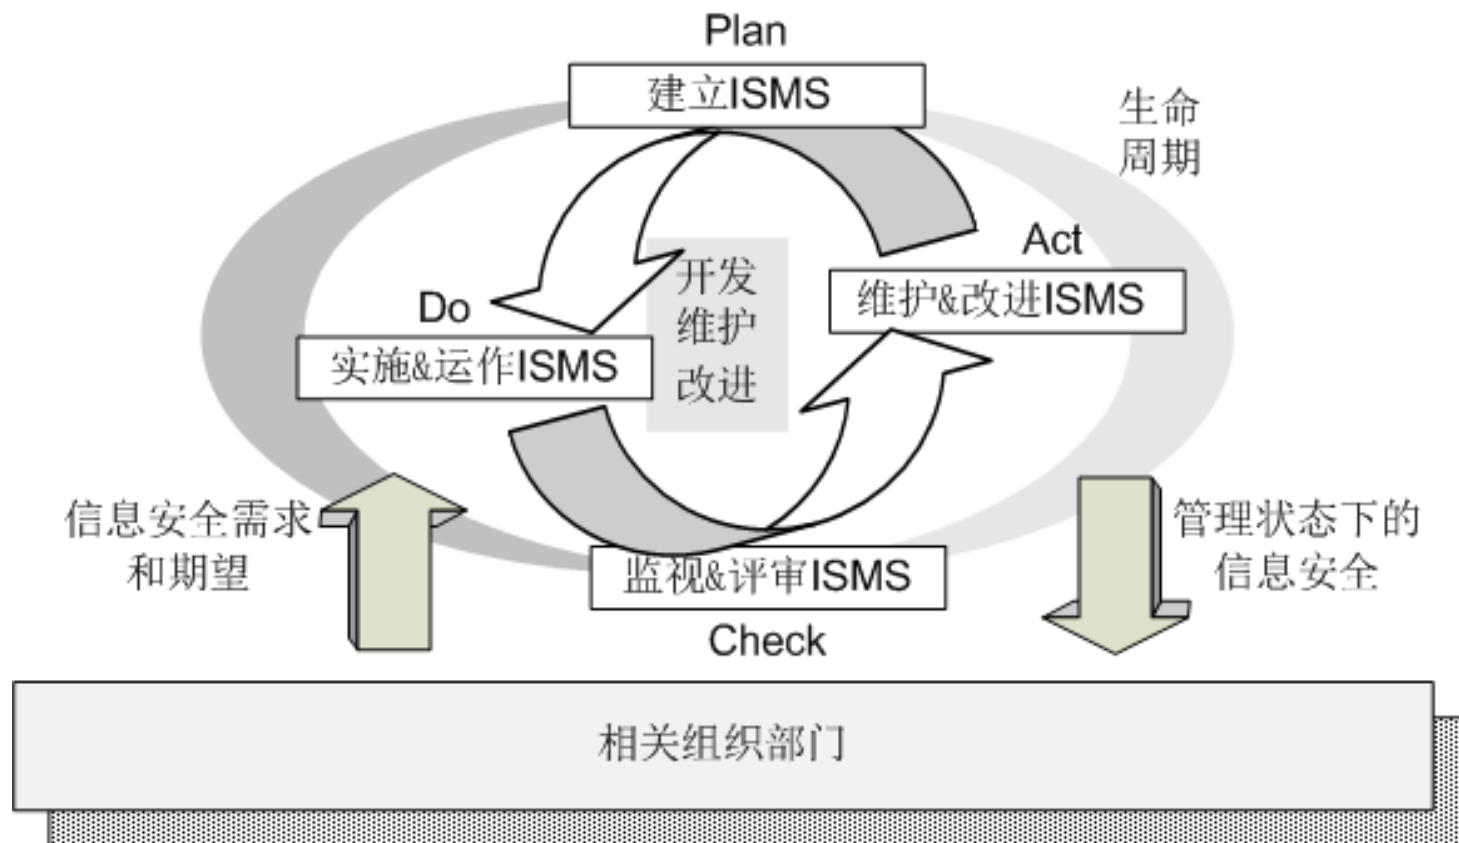 Plan
建立ISMS
生命
周期
Act
维护&改进ISMS
开发
维护
改进
Do
实施&运作ISMS
信息安全需求
和期望
管理状态下的
信息安全
监视&评审ISMS
Check
相关组织部门